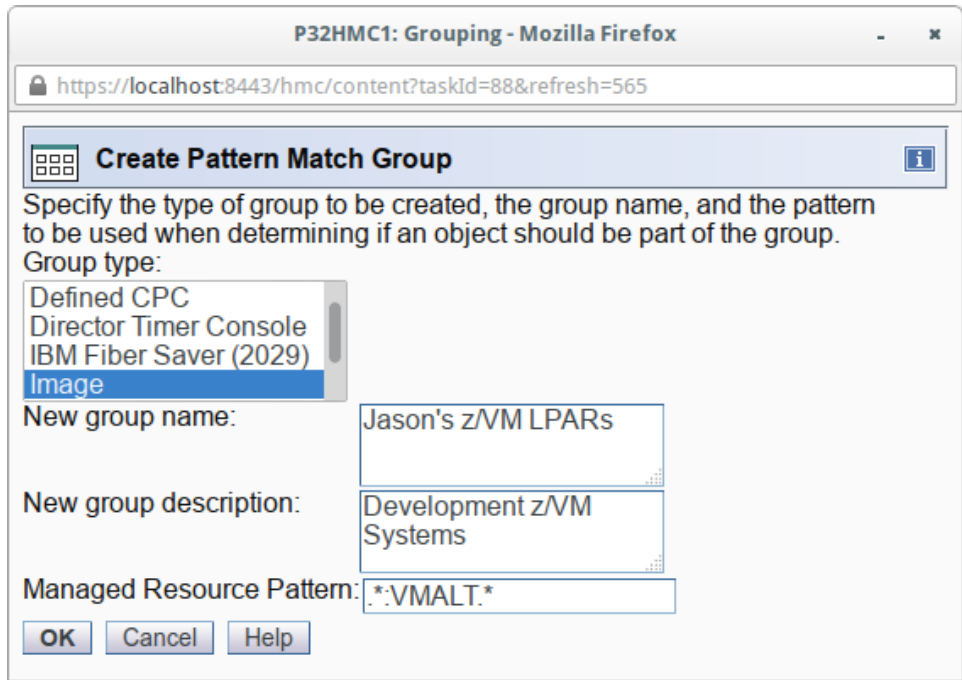 P32HMC1: Grouping - Mozilla Firefox
https://localhost:8443/hmc/content?taskId=88&refresh=565
Create Pattern Match Group
Specify the type of group to be created, the group name, and the pattern
to be used when determining if an object should be part of the group.
Group type:
Defined CPC
Director Timer Console
IBM Fiber Saver (2029)
Image
New group name:
Jason's z/VM LPARs
New group description:
Development z/VM
Systems
Managed Resource Pattern: .*:VMALT.*
OK Cancel Help